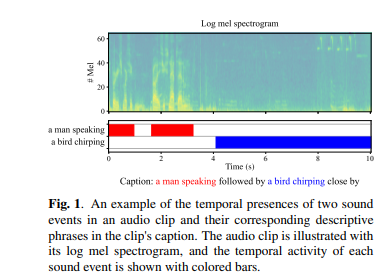 Log mel spectrogram
60
40
20
0
# Mel
a man speaking
a bird chirping
0 2 4 6 8 10
Time (s)
Caption: a man speaking followed by a bird chirping close by
Fig. 1. An example of the temporal presences of two sound
events in an audio clip and their corresponding descriptive
phrases in the clip's caption. The audio clip is illustrated with
its log mel spectrogram, and the temporal activity of each
sound event is shown with colored bars.